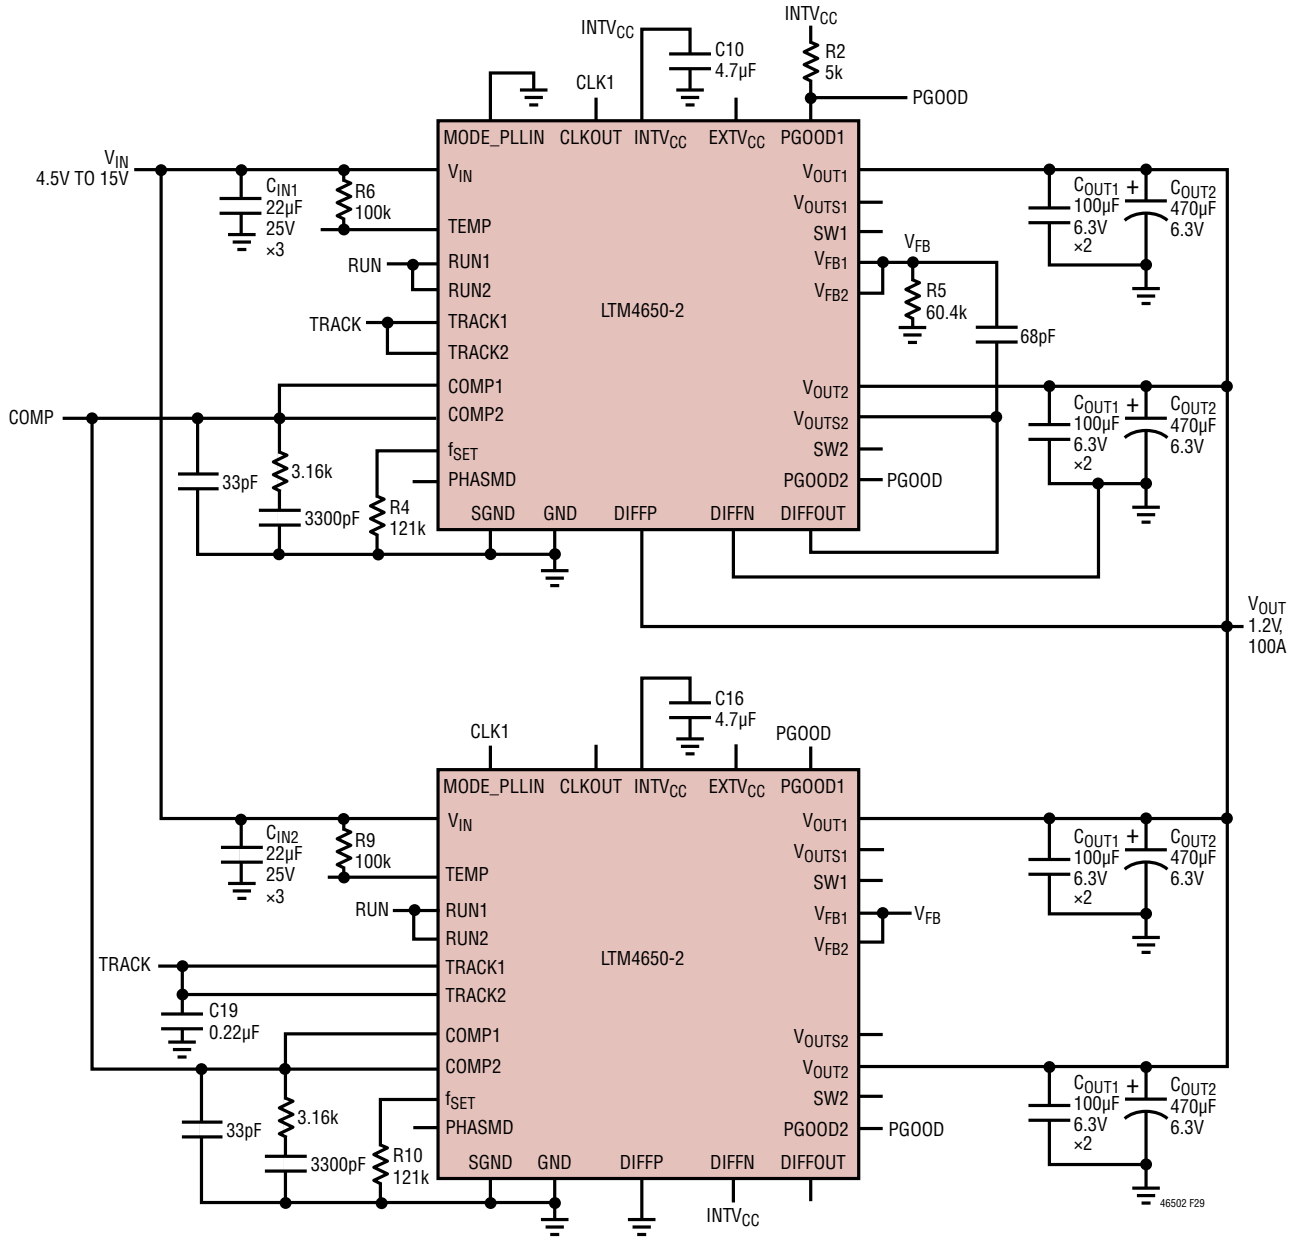 INTVCC
C10
4.7µF
INTVCC
R2
5k
CLK1
PGOOD
MODE_PLLIN
CLKOUT
INTVCC
EXTVCC
PGOOD1
VIN
4.5V TO 15V
CIN1
22µF
25V
×3
R6
100k
VIN
TEMP
RUN
RUN1
RUN2
TRACK
TRACK1
TRACK2
COMP
COMP1
COMP2
fSET
PHASMD
33pF
3.16k
3300pF
R4
121k
SGND
GND
DIFFP
DIFFN
DIFFOUT
LTM4650-2
VOUT1
VOUTS1
SW1
VFB1
VFB2
VFB
R5
60.4k
68pF
VOUT2
VOUTS2
SW2
PGOOD2
PGOOD
COUT1
100µF
6.3V
×2
+
COUT2
470µF
6.3V
COUT1
100µF
6.3V
×2
+
COUT2
470µF
6.3V
VOUT
1.2V,
100A
C16
4.7µF
CLK1
PGOOD
MODE_PLLIN
CLKOUT
INTVCC
EXTVCC
PGOOD1
CIN2
22µF
25V
×3
R9
100k
VIN
TEMP
RUN
RUN1
RUN2
TRACK
TRACK1
TRACK2
C19
0.22µF
COMP1
COMP2
fSET
PHASMD
33pF
3.16k
3300pF
R10
121k
SGND
GND
DIFFP
DIFFN
DIFFOUT
INTVCC
LTM4650-2
VOUT1
VOUTS1
SW1
VFB1
VFB2
VFB
VOUTS2
VOUT2
SW2
PGOOD2
PGOOD
COUT1
100µF
6.3V
×2
+
COUT2
470µF
6.3V
COUT1
100µF
6.3V
×2
+
COUT2
470µF
6.3V
46502 F29